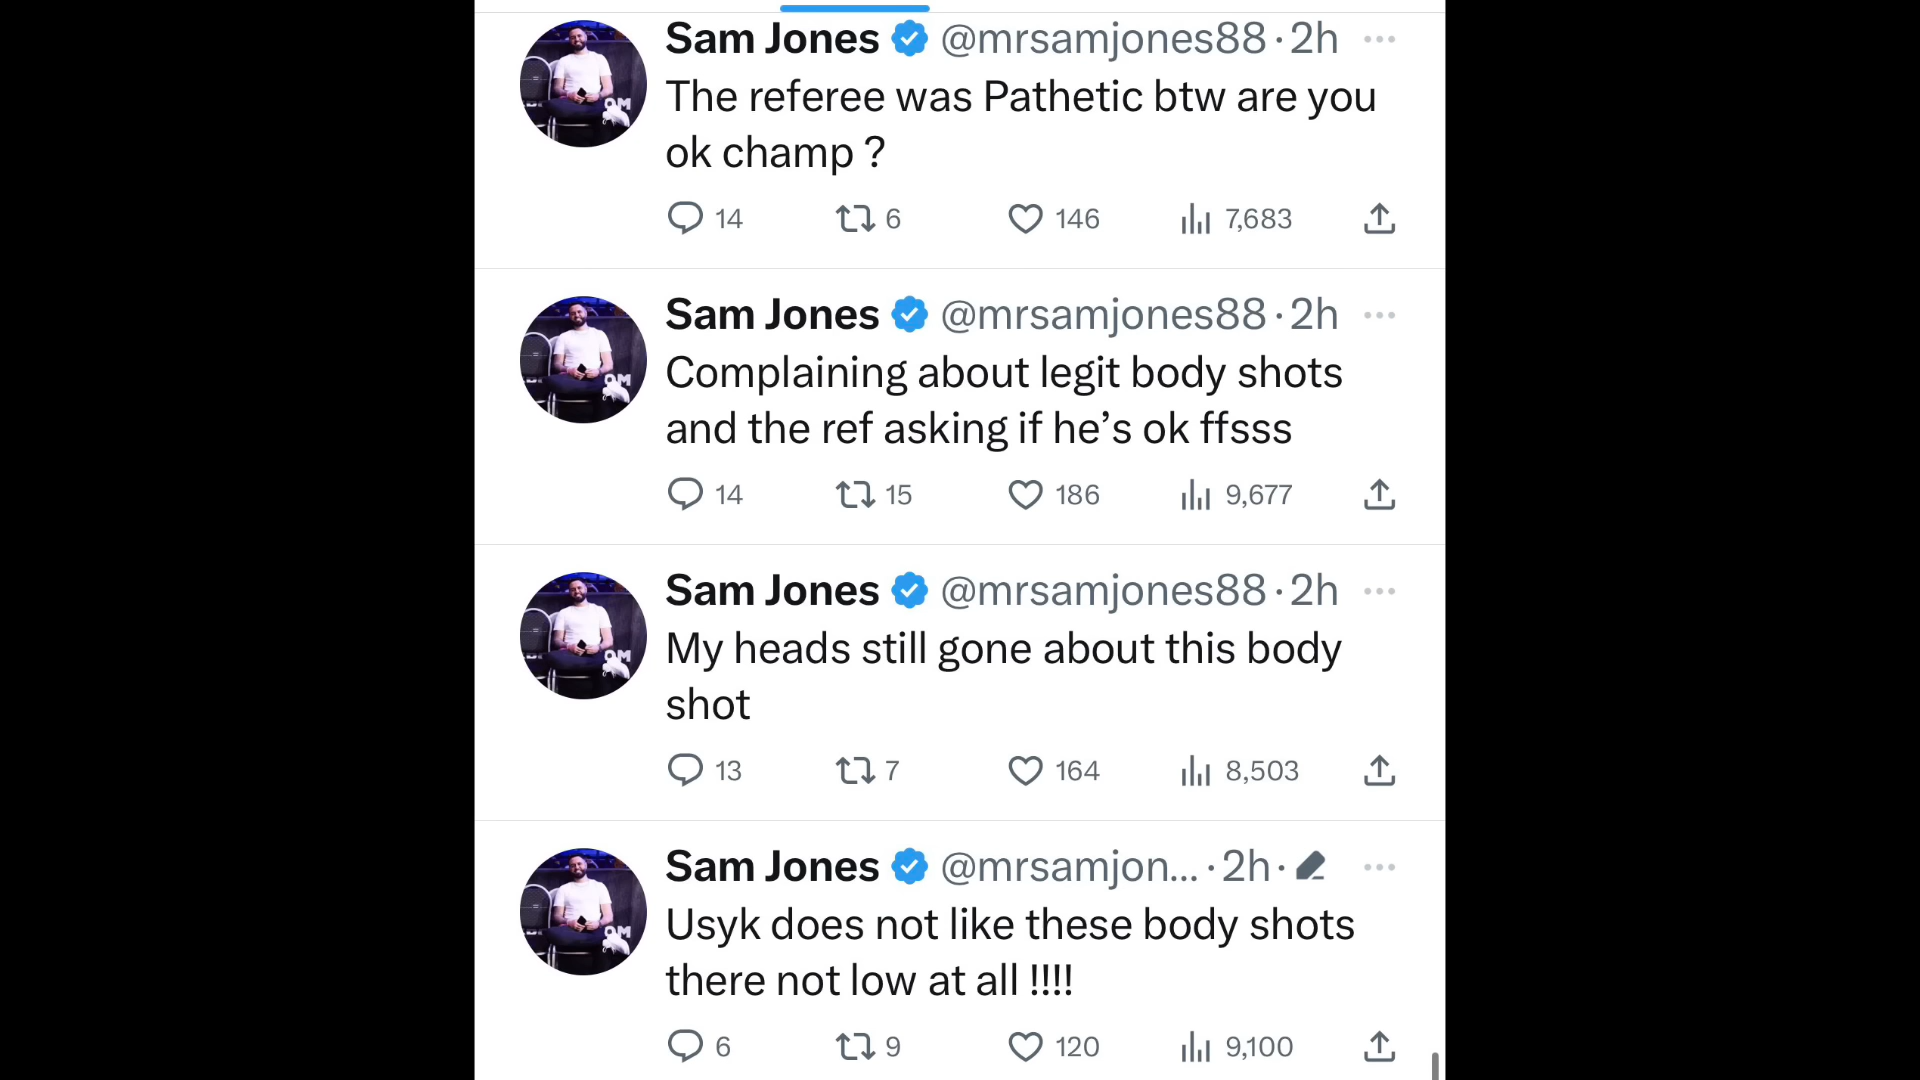 Sam Jones @mrsamjones88 · 2h
The referee was Pathetic btw are you
ok champ ?
14 6 146 7,683
Sam Jones @mrsamjones88 · 2h
Complaining about legit body shots
and the ref asking if he’s ok ffsss
14 15 186 9,677
Sam Jones @mrsamjones88 · 2h
My heads still gone about this body
shot
13 7 164 8,503
Sam Jones @mrsamjon... · 2h ·
Usyk does not like these body shots
there not low at all !!!!
6 9 120 9,100